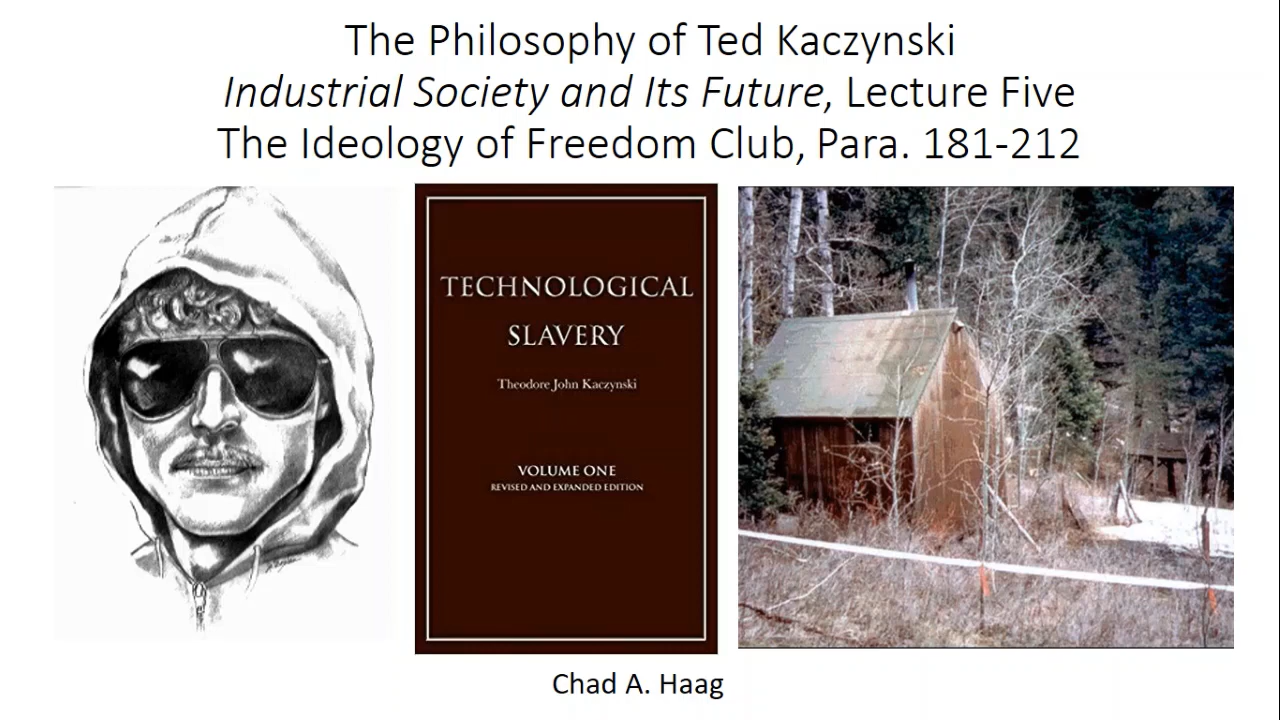 The Philosophy of Ted Kaczynski
Industrial Society and Its Future, Lecture Five
The Ideology of Freedom Club, Para. 181-212
TECHNOLOGICAL
SLAVERY
Theodore John Kaczynski
VOLUME ONE
REVISED AND EXPANDED EDITION
Chad A. Haag